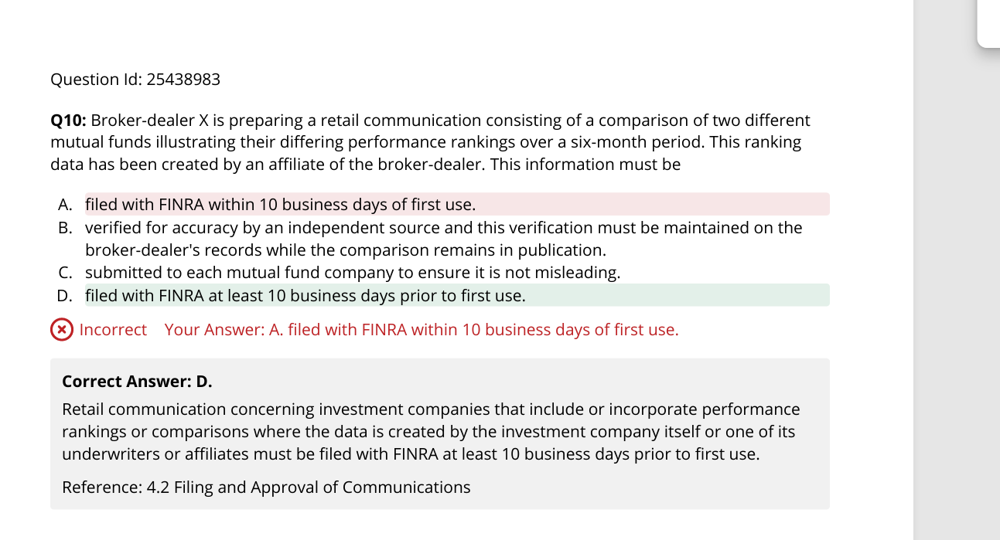 Question Id: 25438983
Q10: Broker-dealer X is preparing a retail communication consisting of a comparison of two different
mutual funds illustrating their differing performance rankings over a six-month period. This ranking
data has been created by an affiliate of the broker-dealer. This information must be
A. filed with FINRA within 10 business days of first use.
B. verified for accuracy by an independent source and this verification must be maintained on the
broker-dealer's records while the comparison remains in publication.
C. submitted to each mutual fund company to ensure it is not misleading.
D. filed with FINRA at least 10 business days prior to first use.
Incorrect Your Answer: A. filed with FINRA within 10 business days of first use.
Correct Answer: D.
Retail communication concerning investment companies that include or incorporate performance
rankings or comparisons where the data is created by the investment company itself or one of its
underwriters or affiliates must be filed with FINRA at least 10 business days prior to first use.
Reference: 4.2 Filing and Approval of Communications